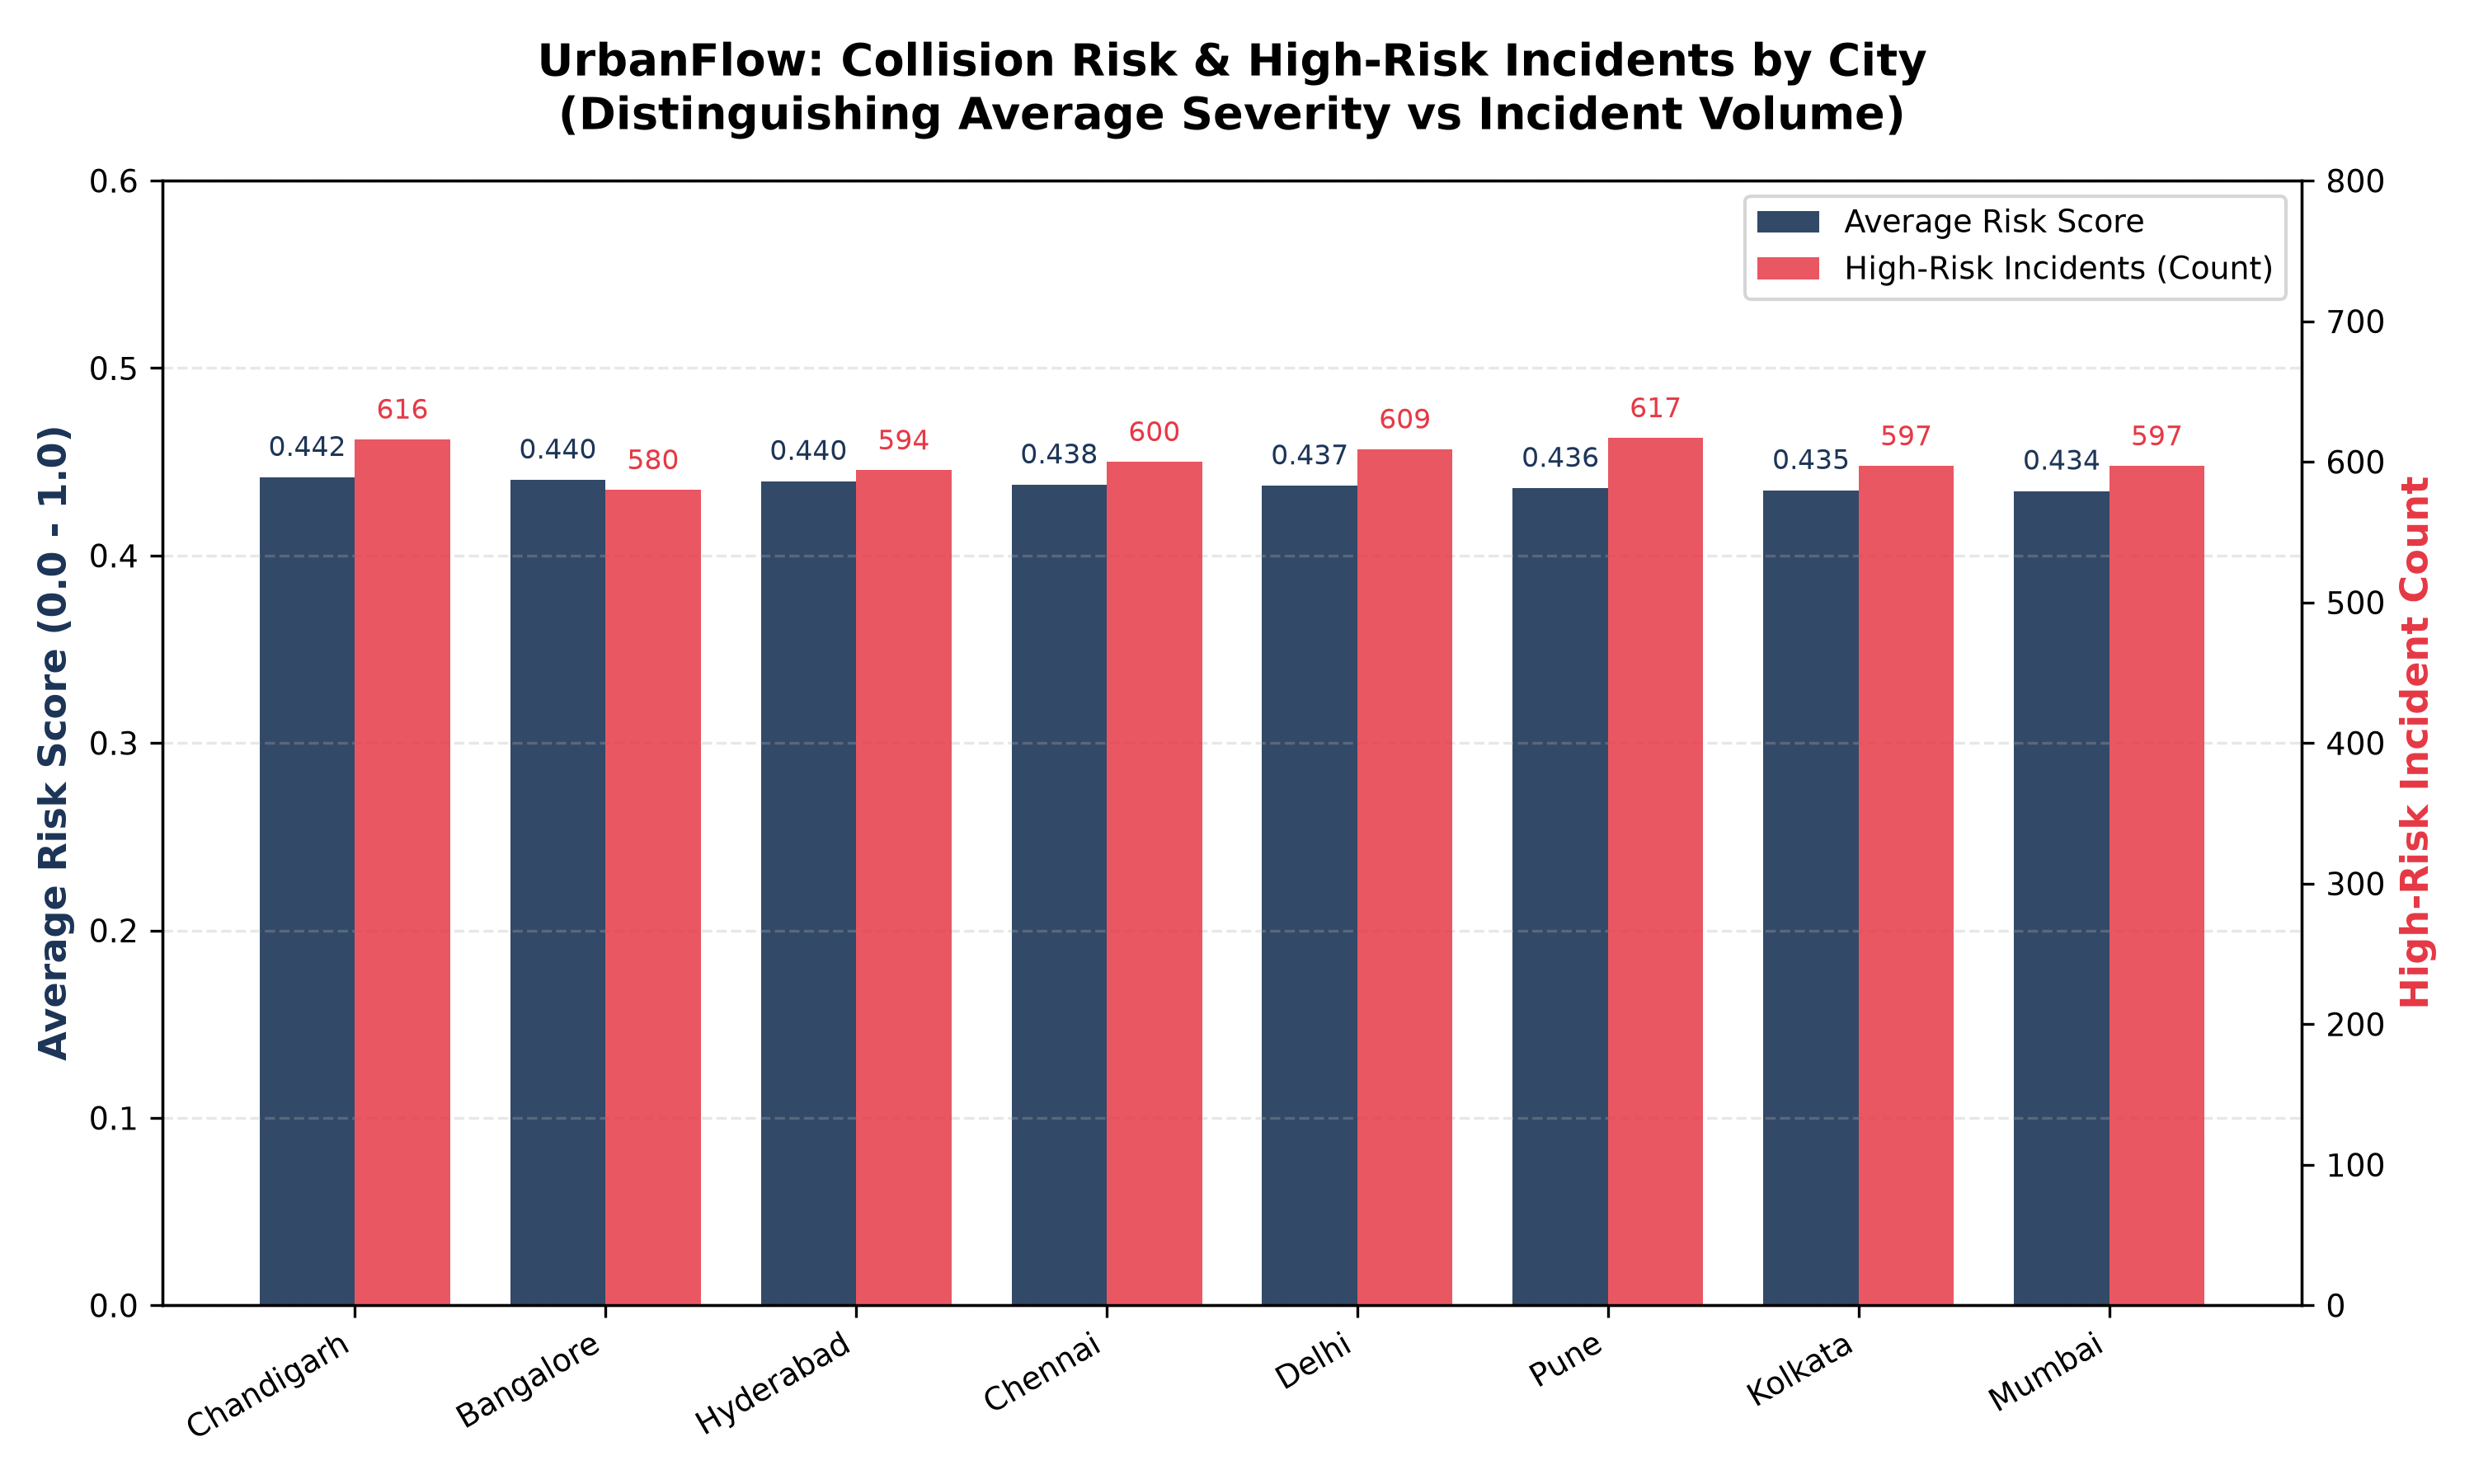 UrbanFlow: Collision Risk & High-Risk Incidents by City
(Distinguishing Average Severity vs Incident Volume)
Average Risk Score
High-Risk Incidents (Count)
Average Risk Score (0.0 - 1.0)
0.6
0.5
0.4
0.3
0.2
0.1
0.0
0.442
616
0.440
580
0.440
594
0.438
600
0.437
609
0.436
617
0.435
597
0.434
597
800
700
600
500
400
300
200
100
0
High-Risk Incident Count
Chandigarh
Bangalore
Hyderabad
Chennai
Delhi
Pune
Kolkata
Mumbai